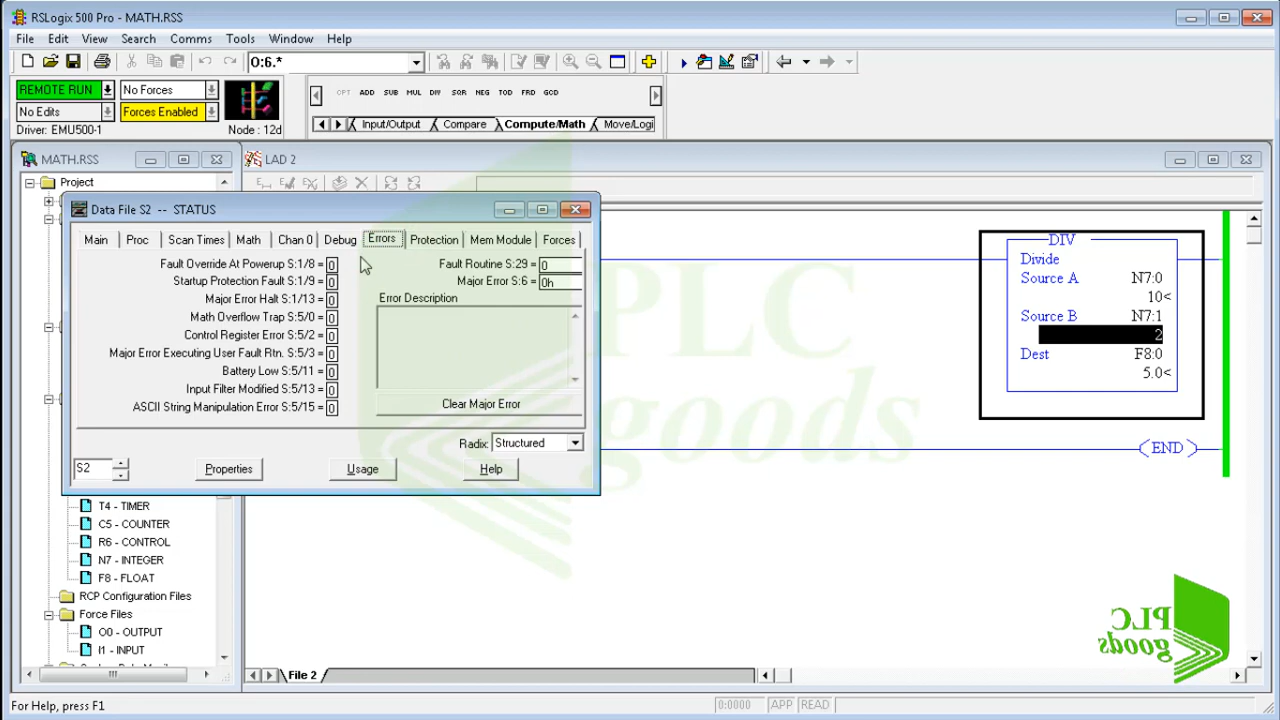 RSLogix 500 Pro - MATH.RSS
File Edit View Search Comms Tools Window Help
O:6.*
REMOTE RUN No Forces
No Edits Forces Enabled
Driver: EMU500-1 Node : 12d
CPT ADD SUB MUL DIV SQR NEG TOD FRD GCD
Input/Output Compare Compute/Math Move/Logi
MATH.RSS
Project
LAD 2
Data File S2 -- STATUS
Main Proc Scan Times Math Chan 0 Debug Errors Protection Mem Module Forces
Fault Override At Powerup S:1/8 = 0
Startup Protection Fault S:1/9 = 0
Major Error Halt S:1/13 = 0
Math Overflow Trap S:5/0 = 0
Control Register Error S:5/2 = 0
Major Error Executing User Fault Rtn. S:5/3 = 0
Battery Low S:5/11 = 0
Input Filter Modified S:5/13 = 0
ASCII String Manipulation Error S:5/15 = 0
Fault Routine S:29 = 0
Major Error S:6 = 0h
Error Description
Clear Major Error
Radix: Structured
S2 Properties Usage Help
DIV
Divide
Source A N7:0
10<
Source B N7:1
2
Dest F8:0
5.0<
END
T4 - TIMER
C5 - COUNTER
R6 - CONTROL
N7 - INTEGER
F8 - FLOAT
RCP Configuration Files
Force Files
O0 - OUTPUT
I1 - INPUT
File 2
PLC
goods
PLC
goods
For Help, press F1
0:0000 APP READ